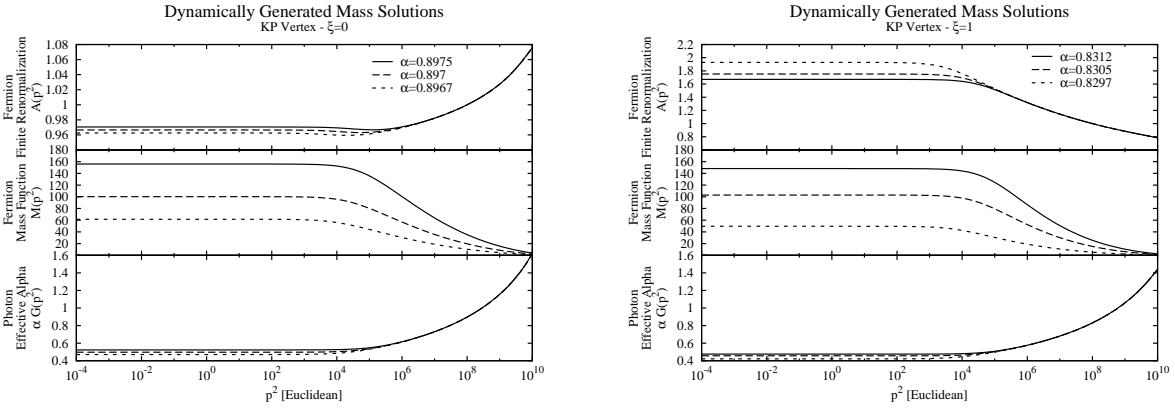 Dynamically Generated Mass Solutions
KP Vertex - ξ=0
Fermion
Finite Renormalization
A(p²)
1.08
1.06
1.04
1.02
1
0.98
0.96
α=0.8975
α=0.897
α=0.8967
Fermion
Mass Function
M(p²)
180
160
140
120
100
80
60
40
20
Photon
Effective Alpha
α G(p²)
1.6
1.4
1.2
1
0.8
0.6
0.4
10⁻⁴ 10⁻² 10⁰ 10² 10⁴ 10⁶ 10⁸ 10¹⁰
p² [Euclidean]
Dynamically Generated Mass Solutions
KP Vertex - ξ=1
Fermion
Finite Renormalization
A(p²)
2.2
2
1.8
1.6
1.4
1.2
1
0.8
α=0.8312
α=0.8305
α=0.8297
Fermion
Mass Function
M(p²)
180
160
140
120
100
80
60
40
20
Photon
Effective Alpha
α G(p²)
1.6
1.4
1.2
1
0.8
0.6
0.4
10⁻⁴ 10⁻² 10⁰ 10² 10⁴ 10⁶ 10⁸ 10¹⁰
p² [Euclidean]